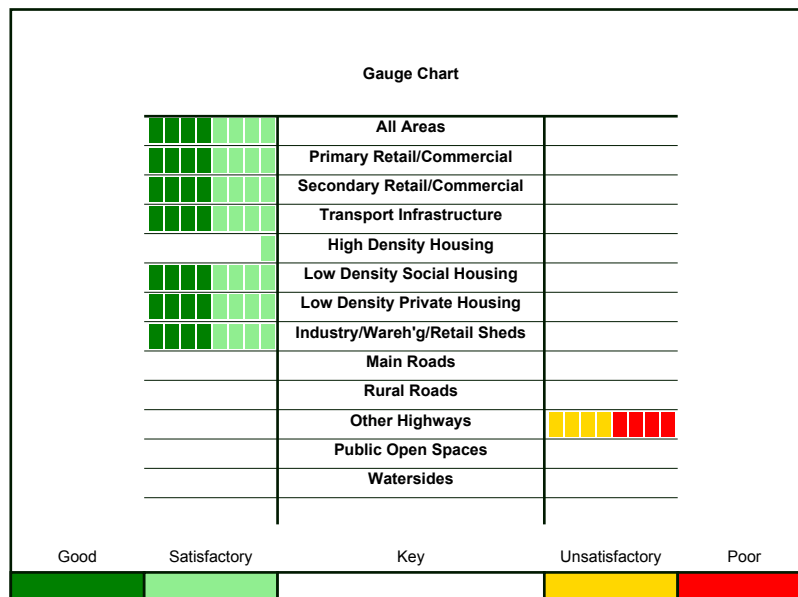 Gauge Chart
All Areas
Primary Retail/Commercial
Secondary Retail/Commercial
Transport Infrastructure
High Density Housing
Low Density Social Housing
Low Density Private Housing
Industry/Wareh'g/Retail Sheds
Main Roads
Rural Roads
Other Highways
Public Open Spaces
Watersides
Good Satisfactory Key Unsatisfactory Poor